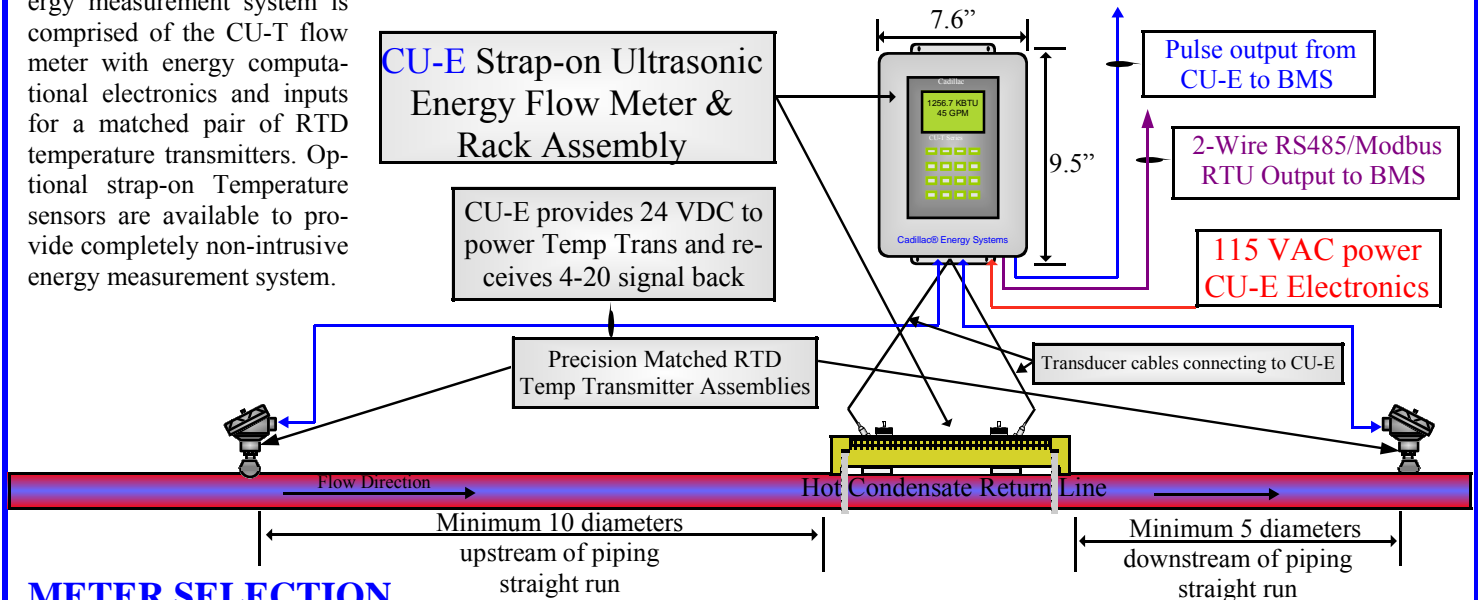 ergy measurement system is
comprised of the CU-T flow
meter with energy computa-
tional electronics and inputs
for a matched pair of RTD
temperature transmitters. Op-
tional strap-on Temperature
sensors are available to pro-
vide completely non-intrusive
energy measurement system.
CU-E Strap-on Ultrasonic
Energy Flow Meter &
Rack Assembly
7.6”
9.5”
Cadillac
1256.7 KBTU
45 GPM
CU-T Series
Cadillac® Energy Systems
Pulse output from
CU-E to BMS
2-Wire RS485/Modbus
RTU Output to BMS
115 VAC power
CU-E Electronics
CU-E provides 24 VDC to
power Temp Trans and re-
ceives 4-20 signal back
Precision Matched RTD
Temp Transmitter Assemblies
Transducer cables connecting to CU-E
Flow Direction
Hot Condensate Return Line
Minimum 10 diameters
upstream of piping
straight run
Minimum 5 diameters
downstream of piping
straight run
METER SELECTION